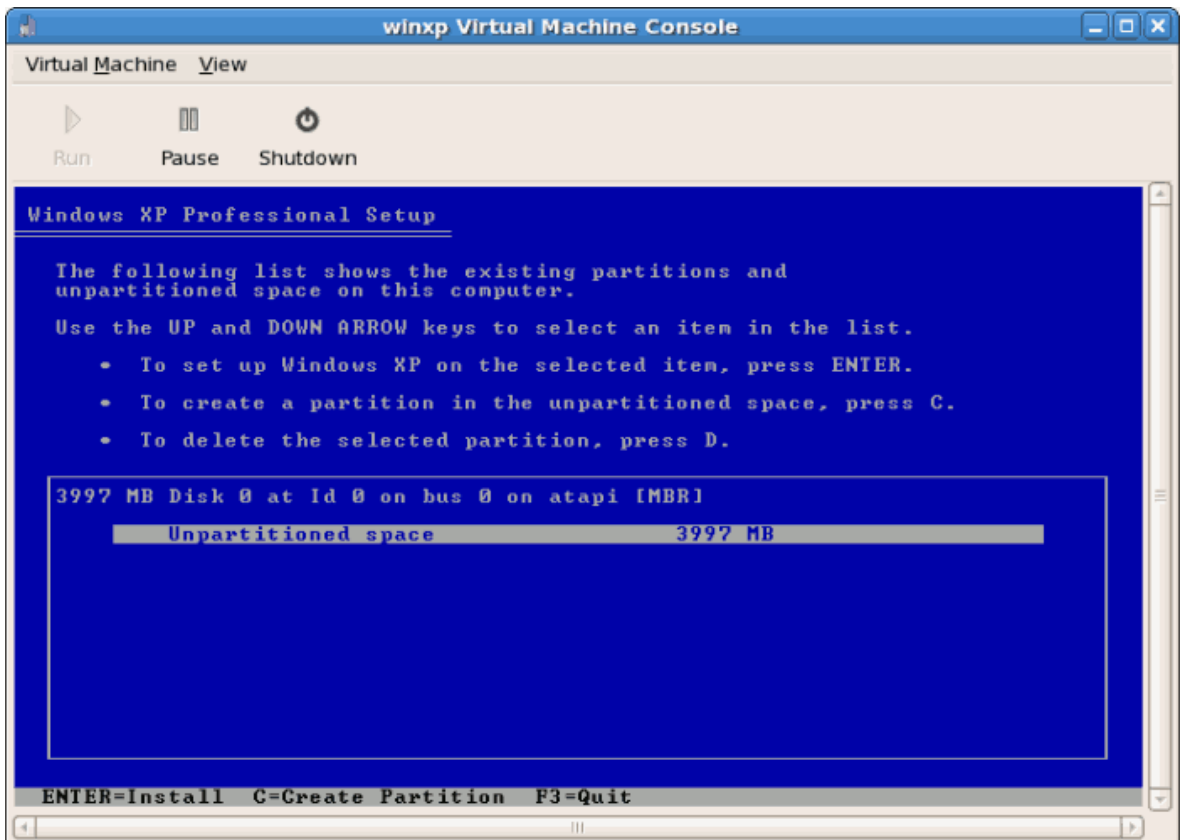 winxp Virtual Machine Console
Virtual Machine View
Run Pause Shutdown
Windows XP Professional Setup
The following list shows the existing partitions and
unpartitioned space on this computer.
Use the UP and DOWN ARROW keys to select an item in the list.
• To set up Windows XP on the selected item, press ENTER.
• To create a partition in the unpartitioned space, press C.
• To delete the selected partition, press D.
3997 MB Disk 0 at Id 0 on bus 0 on atapi [MBR]
Unpartitioned space 3997 MB
ENTER=Install C=Create Partition F3=Quit